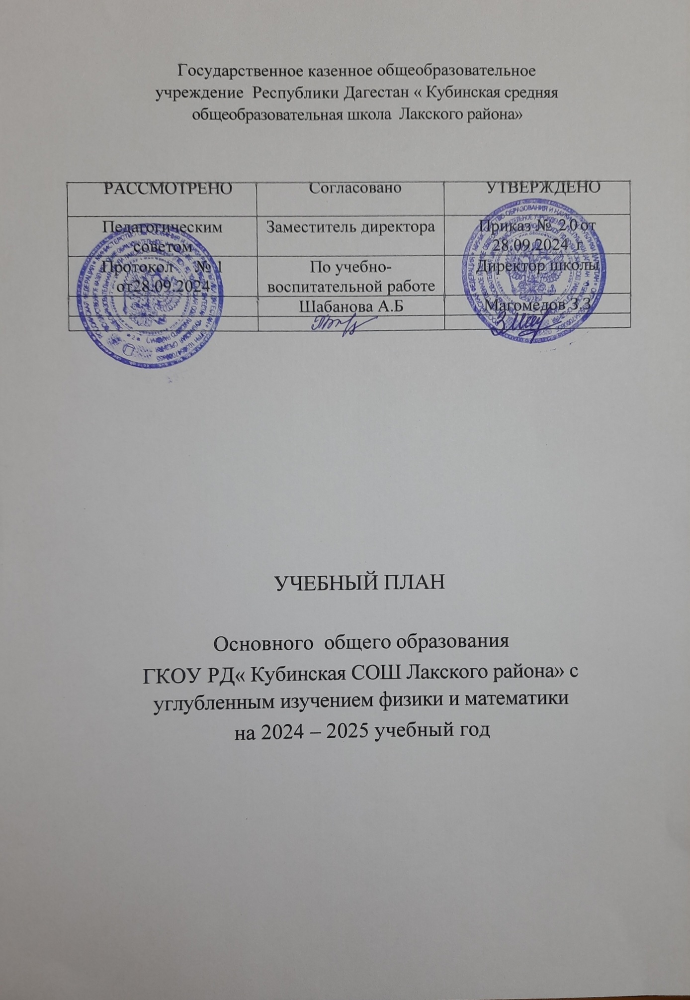 Государственное казенное общеобразовательное
учреждение Республики Дагестан « Кубинская средняя
общеобразовательная школа Лакского района»
РАССМОТРЕНО Согласовано УТВЕРЖДЕНО
Педагогическим советом Заместитель директора Приказ № 20 от 28.09.2024 г
Протокол № 1 от28.09.2024 По учебно-воспитательной работе Директор школы
Шабанова А.Б Магомедов З З
УЧЕБНЫЙ ПЛАН
Основного общего образования
ГКОУ РД« Кубинская СОШ Лакского района» с
углубленным изучением физики и математики
на 2024 – 2025 учебный год